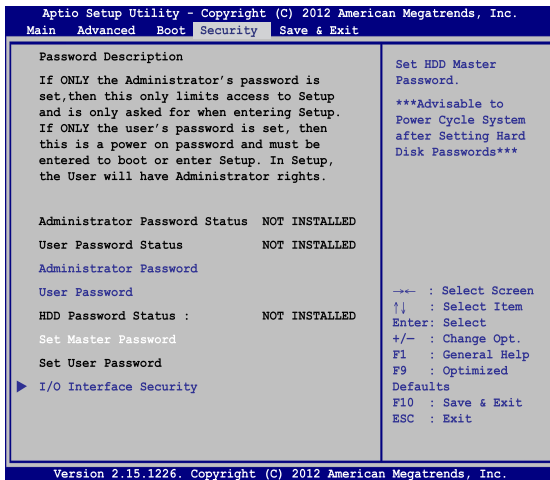 Aptio Setup Utility - Copyright (C) 2012 American Megatrends, Inc.
Main Advanced Boot Security Save & Exit
Password Description
If ONLY the Administrator's password is
set,then this only limits access to Setup
and is only asked for when entering Setup.
If ONLY the user's password is set, then
this is a power on password and must be
entered to boot or enter Setup. In Setup,
the User will have Administrator rights.
Administrator Password Status NOT INSTALLED
User Password Status NOT INSTALLED
Administrator Password
User Password
HDD Password Status : NOT INSTALLED
Set Master Password
Set User Password
I/O Interface Security
Set HDD Master
Password.
***Advisable to
Power Cycle System
after Setting Hard
Disk Passwords***
→← : Select Screen
↑↓ : Select Item
Enter: Select
+/— : Change Opt.
F1 : General Help
F9 : Optimized
Defaults
F10 : Save & Exit
ESC : Exit
Version 2.15.1226. Copyright (C) 2012 American Megatrends, Inc.